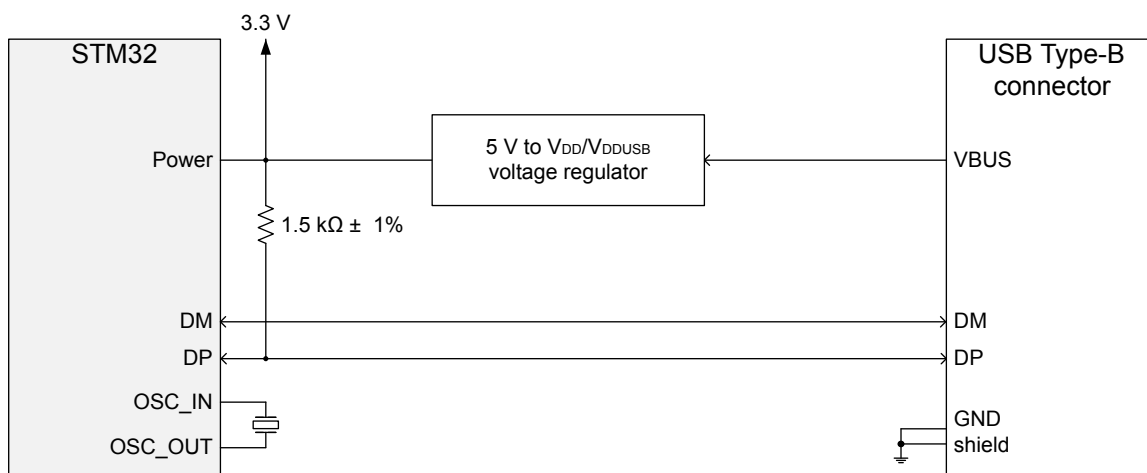 3.3 V
STM32
USB Type-B
connector
5 V to VDD/VDDUSB
voltage regulator
Power
VBUS
1.5 kΩ ±  1%
DM
DM
DP
DP
OSC_IN
GND
OSC_OUT
shield